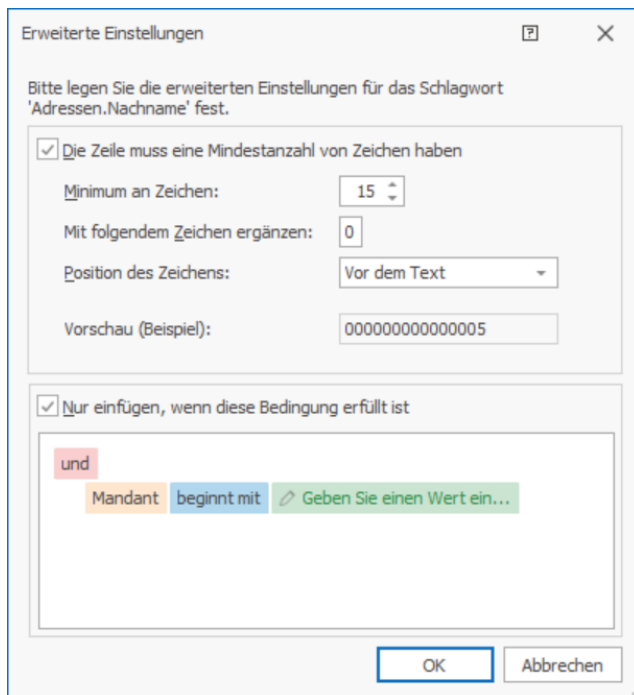 Erweiterte Einstellungen
Bitte legen Sie die erweiterten Einstellungen für das Schlagwort
'Adressen.Nachname' fest.
Die Zeile muss eine Mindestanzahl von Zeichen haben
Minimum an Zeichen: 15
Mit folgendem Zeichen ergänzen: 0
Position des Zeichens: Vor dem Text
Vorschau (Beispiel): 000000000000005
Nur einfügen, wenn diese Bedingung erfüllt ist
und
Mandant beginnt mit Geben Sie einen Wert ein...
OK Abbrechen